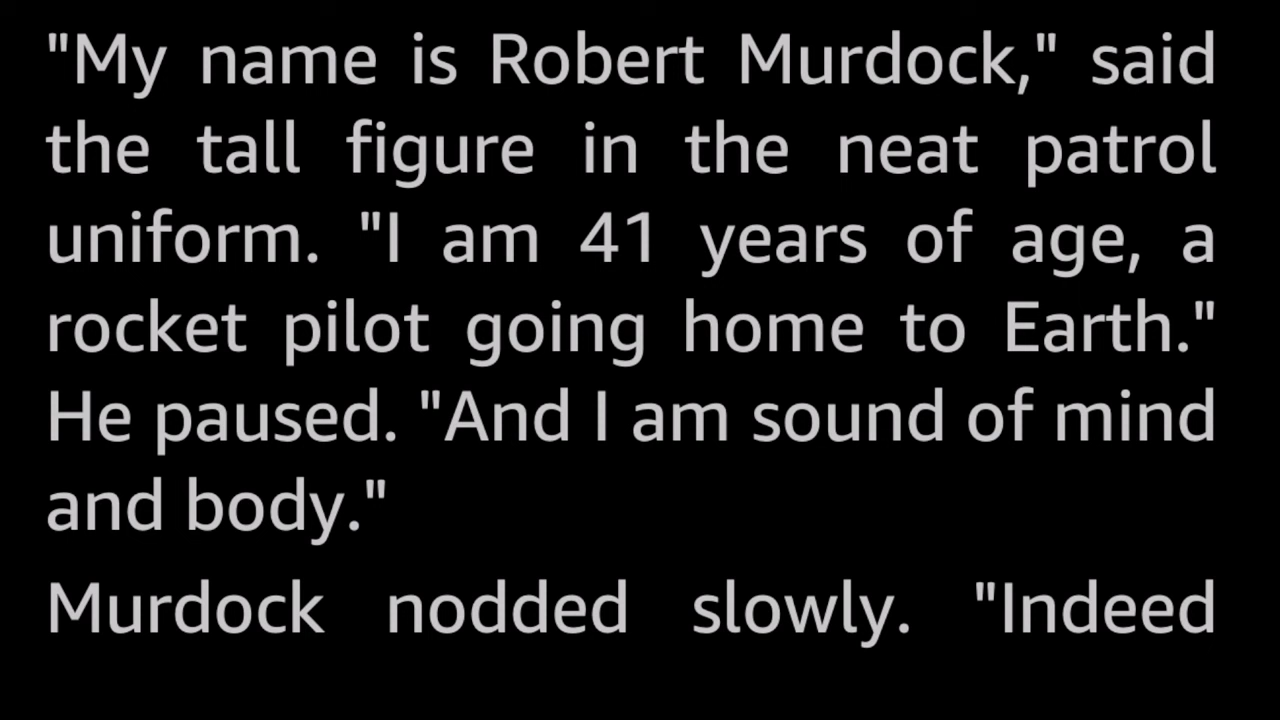 "My name is Robert Murdock," said
the tall figure in the neat patrol
uniform. "I am 41 years of age, a
rocket pilot going home to Earth."
He paused. "And I am sound of mind
and body."
Murdock nodded slowly. "Indeed